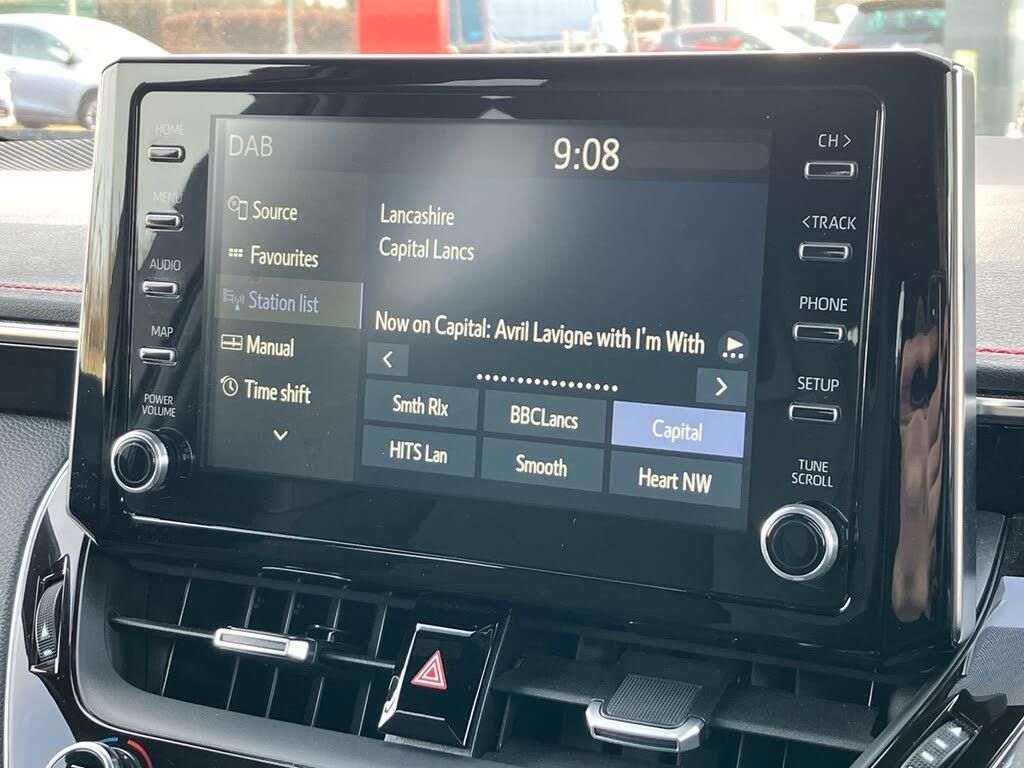 HOME
MENU
AUDIO
MAP
POWER
VOLUME
DAB
9:08
Source
Favourites
Station list
Manual
Time shift
Lancashire
Capital Lancs
Now on Capital: Avril Lavigne with I'm With
Smth Rlx
BBCLancs
Capital
HITS Lan
Smooth
Heart NW
CH >
<TRACK
PHONE
SETUP
TUNE
SCROLL